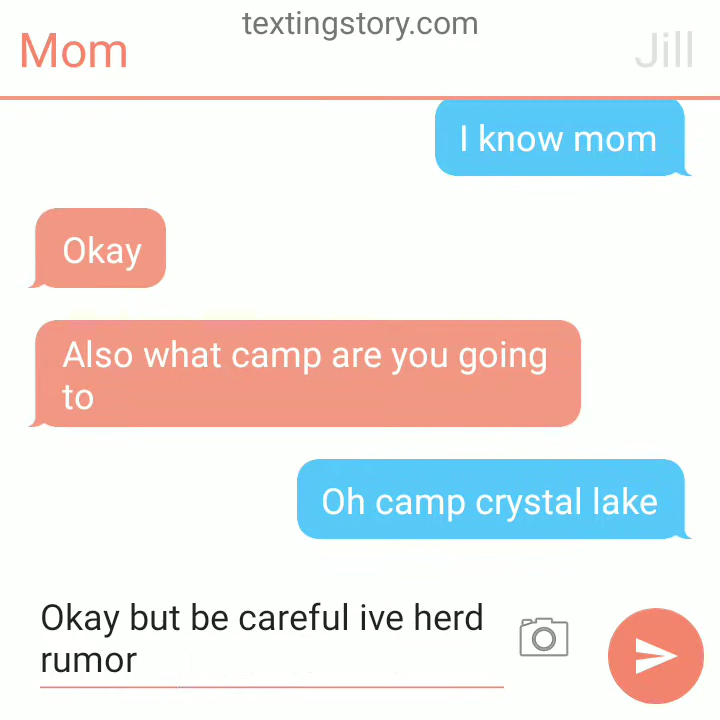 textingstory.com
Mom
Jill
I know mom
Okay
Also what camp are you going
to
Oh camp crystal lake
Okay but be careful ive herd
rumor